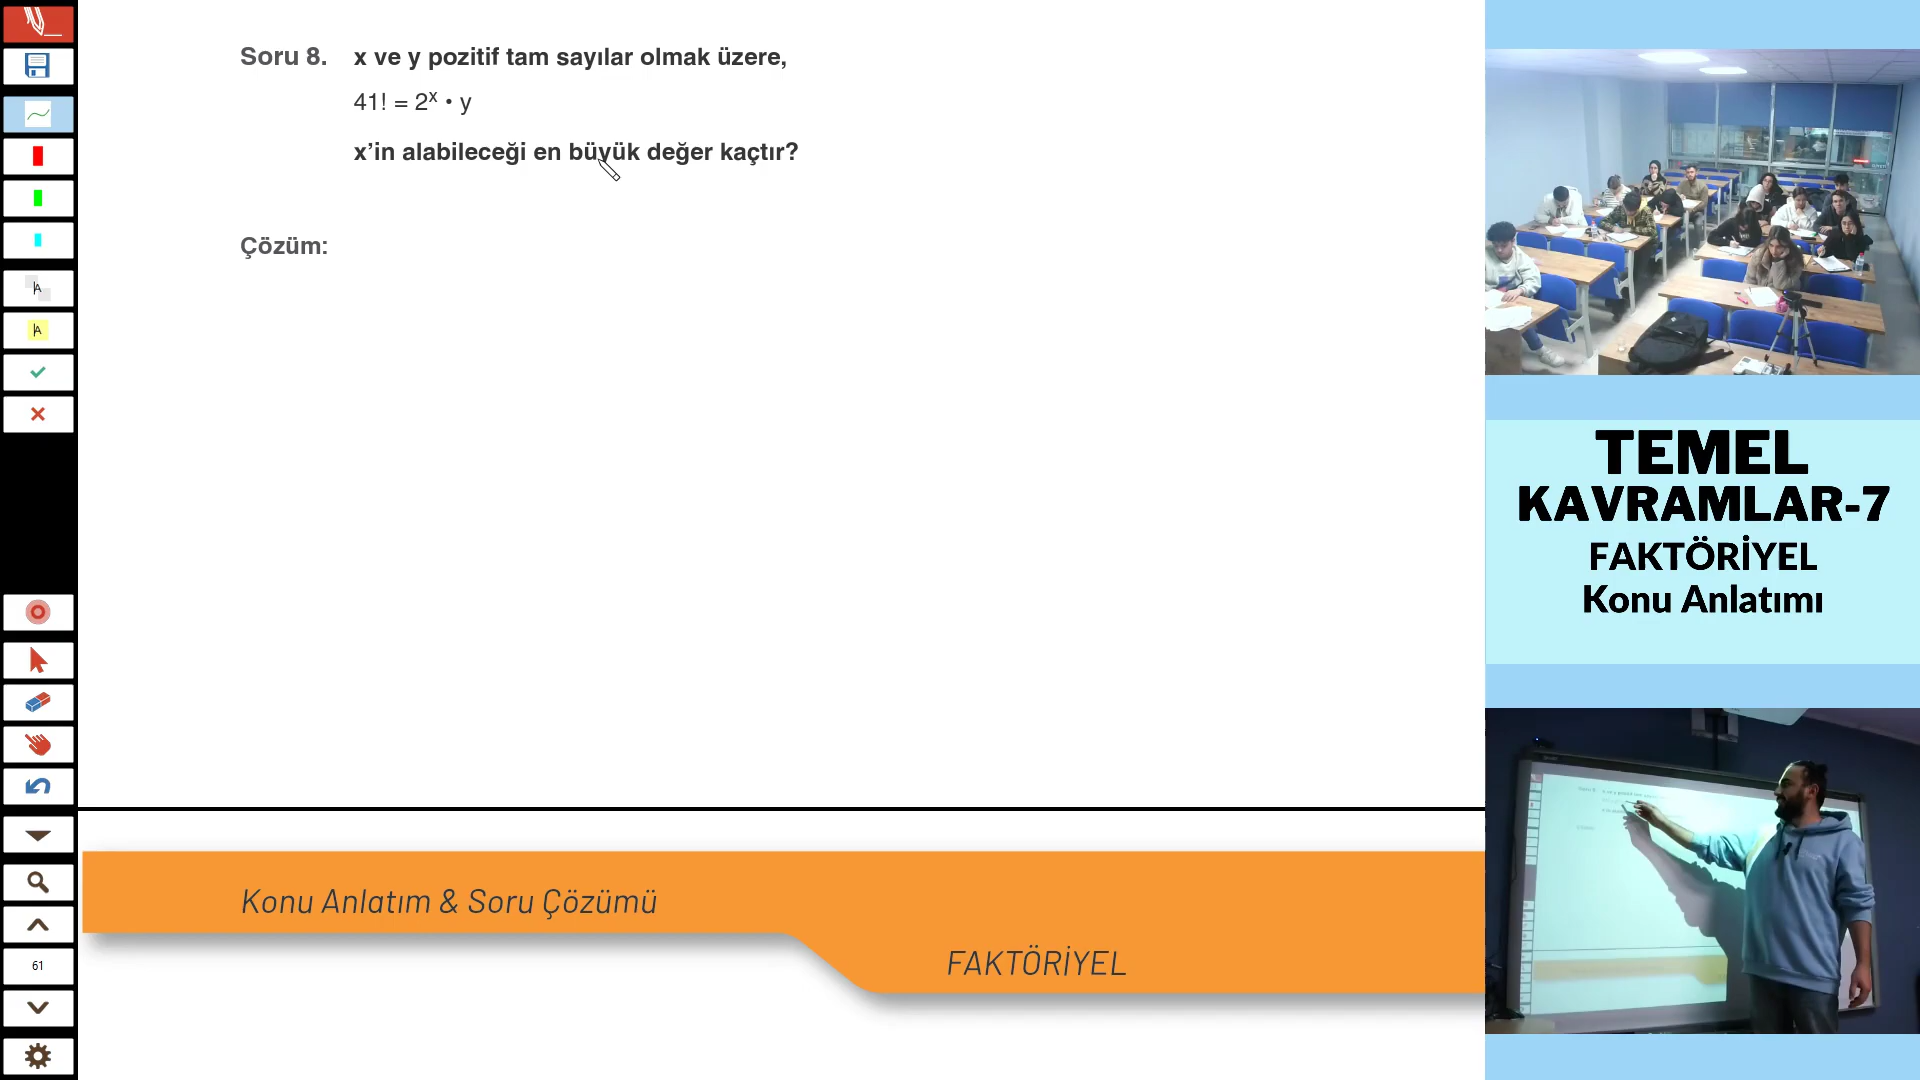 Soru 8. x ve y pozitif tam sayılar olmak üzere,
41! = 2ˣ • y
x’in alabileceği en büyük değer kaçtır?
Çözüm:
Konu Anlatım & Soru Çözümü
FAKTÖRİYEL
A
A
61
TEMEL
KAVRAMLAR-7
FAKTÖRİYEL
Konu Anlatımı